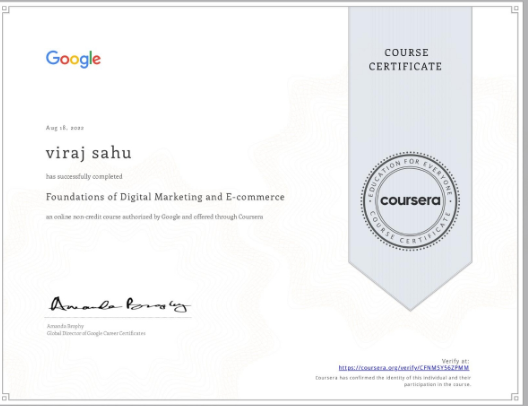 Google
COURSE
CERTIFICATE
Aug 18, 2022
viraj sahu
has successfully completed
Foundations of Digital Marketing and E-commerce
an online non-credit course authorized by Google and offered through Coursera
EDUCATION FOR EVERYONE
coursera
COURSE CERTIFICATE
Amanda Brophy
Global Director of Google Career Certificates
Verify at:
https://coursera.org/verify/CFNMSY56ZPMM
Coursera has confirmed the identity of this individual and their
participation in the course.